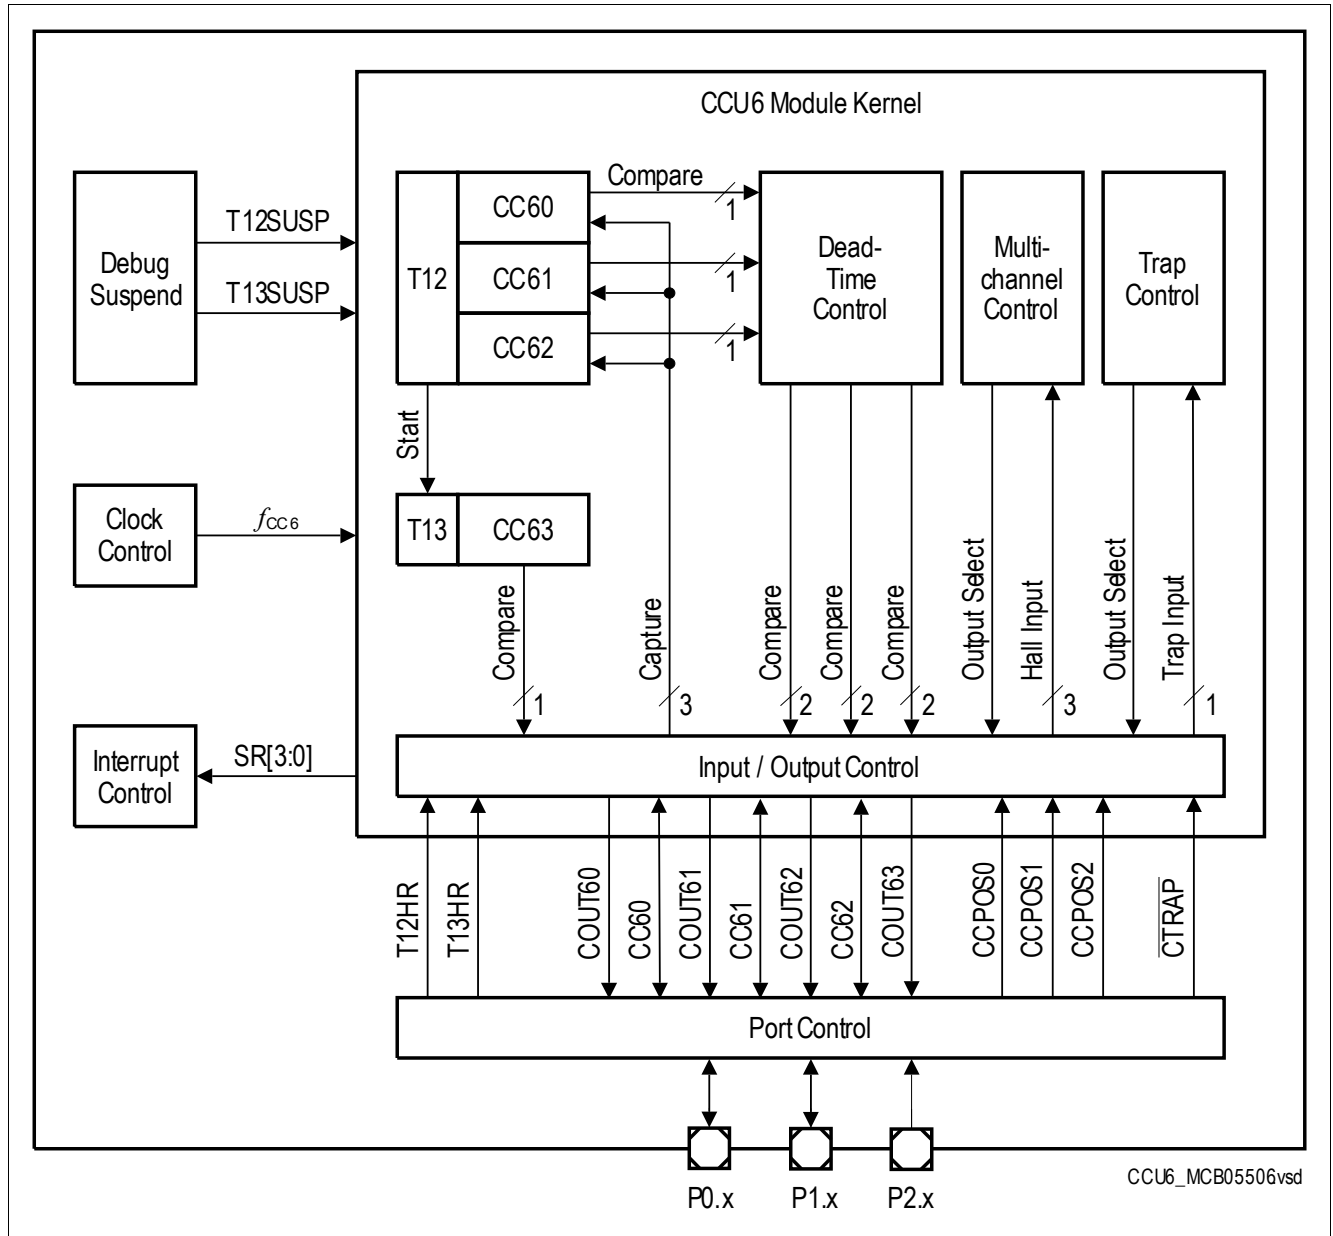 CCU6 Module Kernel
Debug
Suspend
T12SUSP
T13SUSP
T12
CC60
CC61
CC62
Compare
1
1
1
Dead-
Time
Control
Multi-
channel
Control
Trap
Control
Start
T13
CC63
Clock
Control
fCC6
Compare
1
Capture
3
Compare
2
Compare
2
Compare
2
Output Select
Hall Input
3
Output Select
Trap Input
1
Interrupt
Control
SR[3:0]
Input / Output Control
T12HR
T13HR
COUT60
CC60
COUT61
CC61
COUT62
CC62
COUT63
CCPOS0
CCPOS1
CCPOS2
CTRAP
Port Control
P0.x
P1.x
P2.x
CCU6_MCB05506.vsd